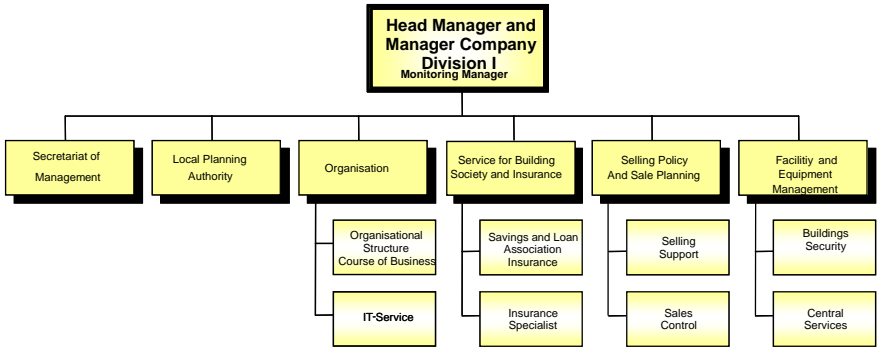 Head Manager and
Manager Company
Division I
Monitoring Manager
Secretariat of
Management
Local Planning
Authority
Organisation
Service for Building
Society and Insurance
Selling Policy
And Sale Planning
Facilitiy and
Equipment
Management
Organisational
Structure
Course of Business
Savings and Loan
Association
Insurance
Selling
Support
Buildings
Security
IT-Service
Insurance
Specialist
Sales
Control
Central
Services